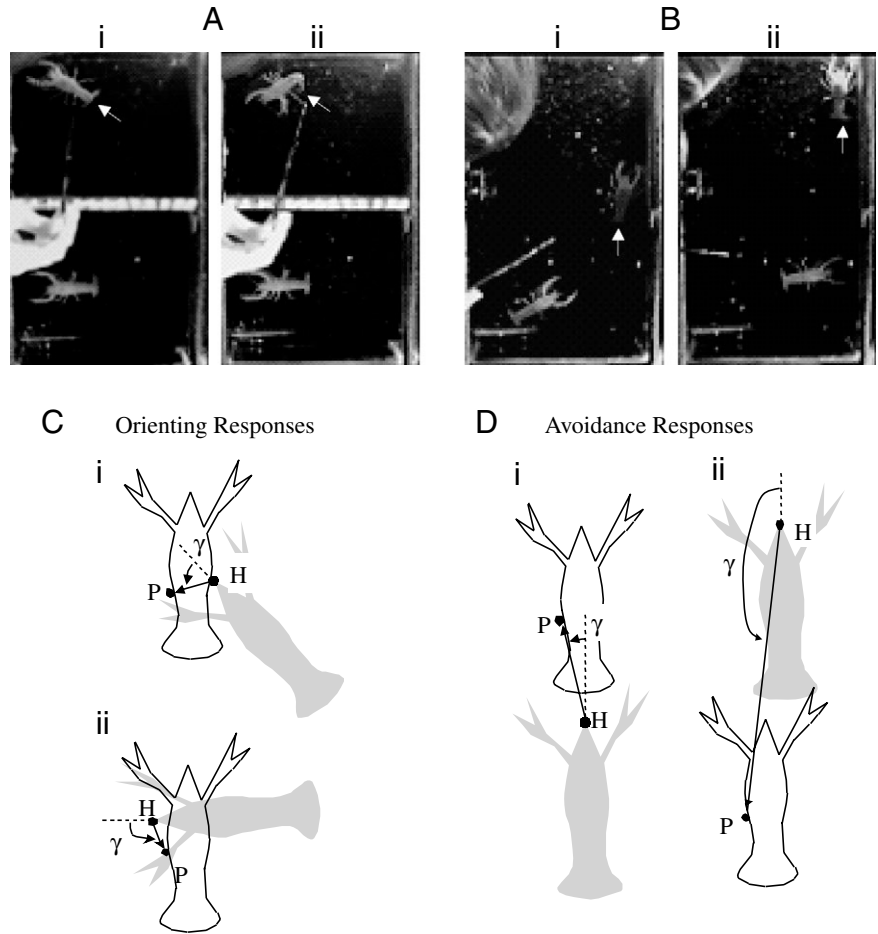 A
B
i
ii
i
ii
C Orienting Responses
D Avoidance Responses
i
γ
H
P
ii
H
γ
P
i
P
γ
H
ii
H
γ
P